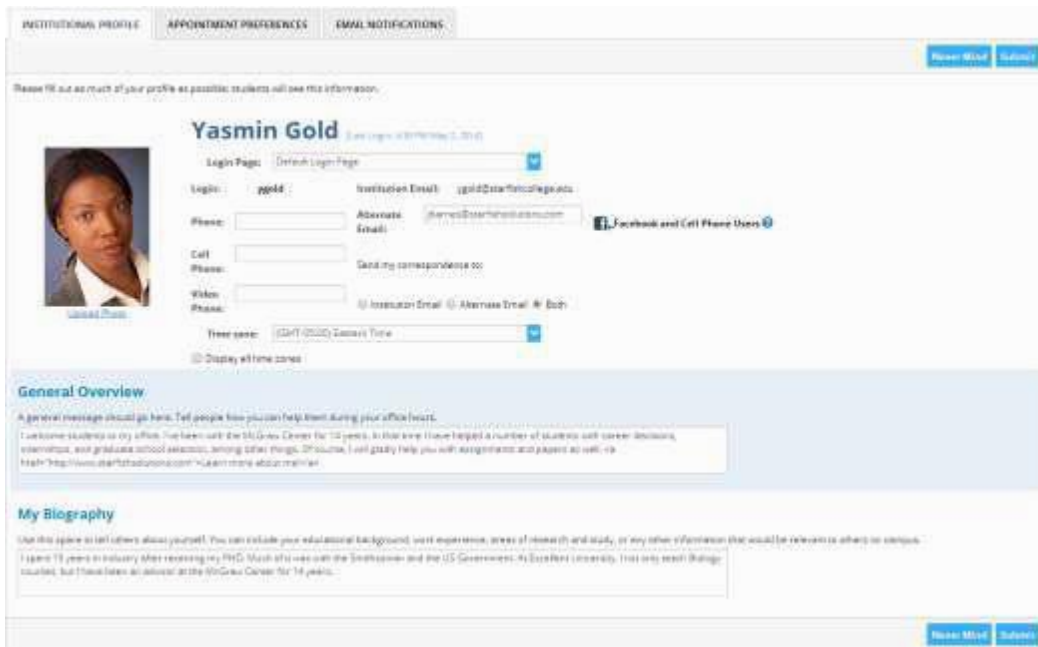 INSTITUTIONAL PROFILE APPOINTMENT PREFERENCES EMAIL NOTIFICATIONS
Never Mind Submit
Please fill out as much of your profile as possible; students will see this information.
Yasmin Gold
Login Page: Default Login Page
Login: ygold Institution Email: ygold@starfishcollege.edu
Phone: Alternate Email: Facebook and Cell Phone Users
Cell Phone: Send my correspondence to:
Video Phone: Institution Email Alternate Email Both
Upload Photo
Time zone: Eastern Time
Display all time zones
General Overview
A general message should go here. Tell people how you can help them during your office hours.
I welcome students to my office. I've been with the McGraw Center for 14 years. In that time I have helped a number of students with career decisions,
internships, and graduate school selection, among other things. Of course, I will gladly help you with assignments and papers as well. <a
href="http://www.starfishsolutions.com">Learn more about me</a>
My Biography
Use this space to tell others about yourself. You can include your educational background, work experience, areas of research and study, or any other information that would be relevant to others on campus.
I spent years in industry after receiving my PHD. Much of it was with the Smithsonian and the US Government. At Excellent University, I not only teach Biology
courses, but I have been an advisor at the McGraw Center for 14 years.
Never Mind Submit